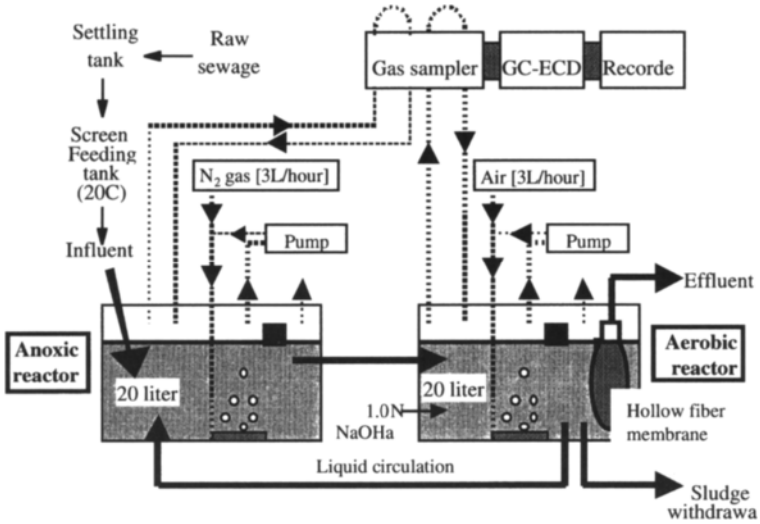 Settling
tank
Raw
sewage
Gas sampler
GC-ECD
Recorde
Screen
Feeding
tank
(20C)
N₂ gas [3L/hour]
Air [3L/hour]
Pump
Pump
Influent
Effluent
Anoxic
reactor
Aerobic
reactor
20 liter
20 liter
1.0N
NaOHa
Hollow fiber
membrane
Liquid circulation
Sludge
withdrawa